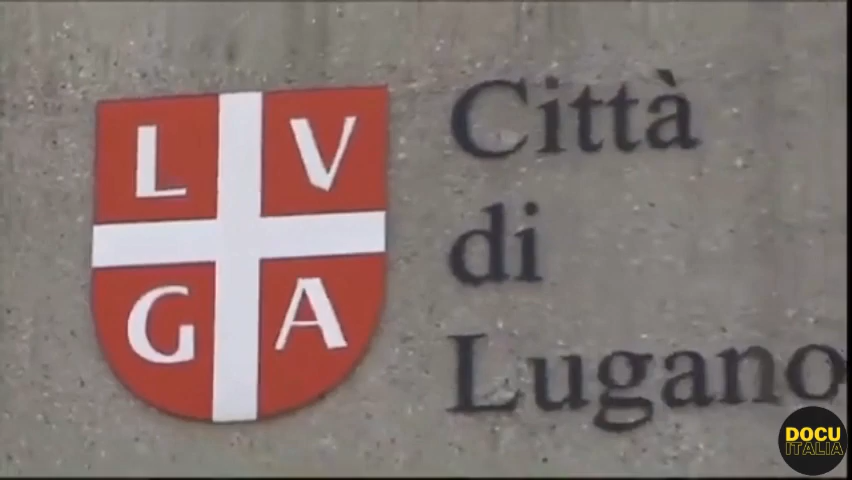 L V
G A
Città
di
Lugano
DOCU
ITALIA